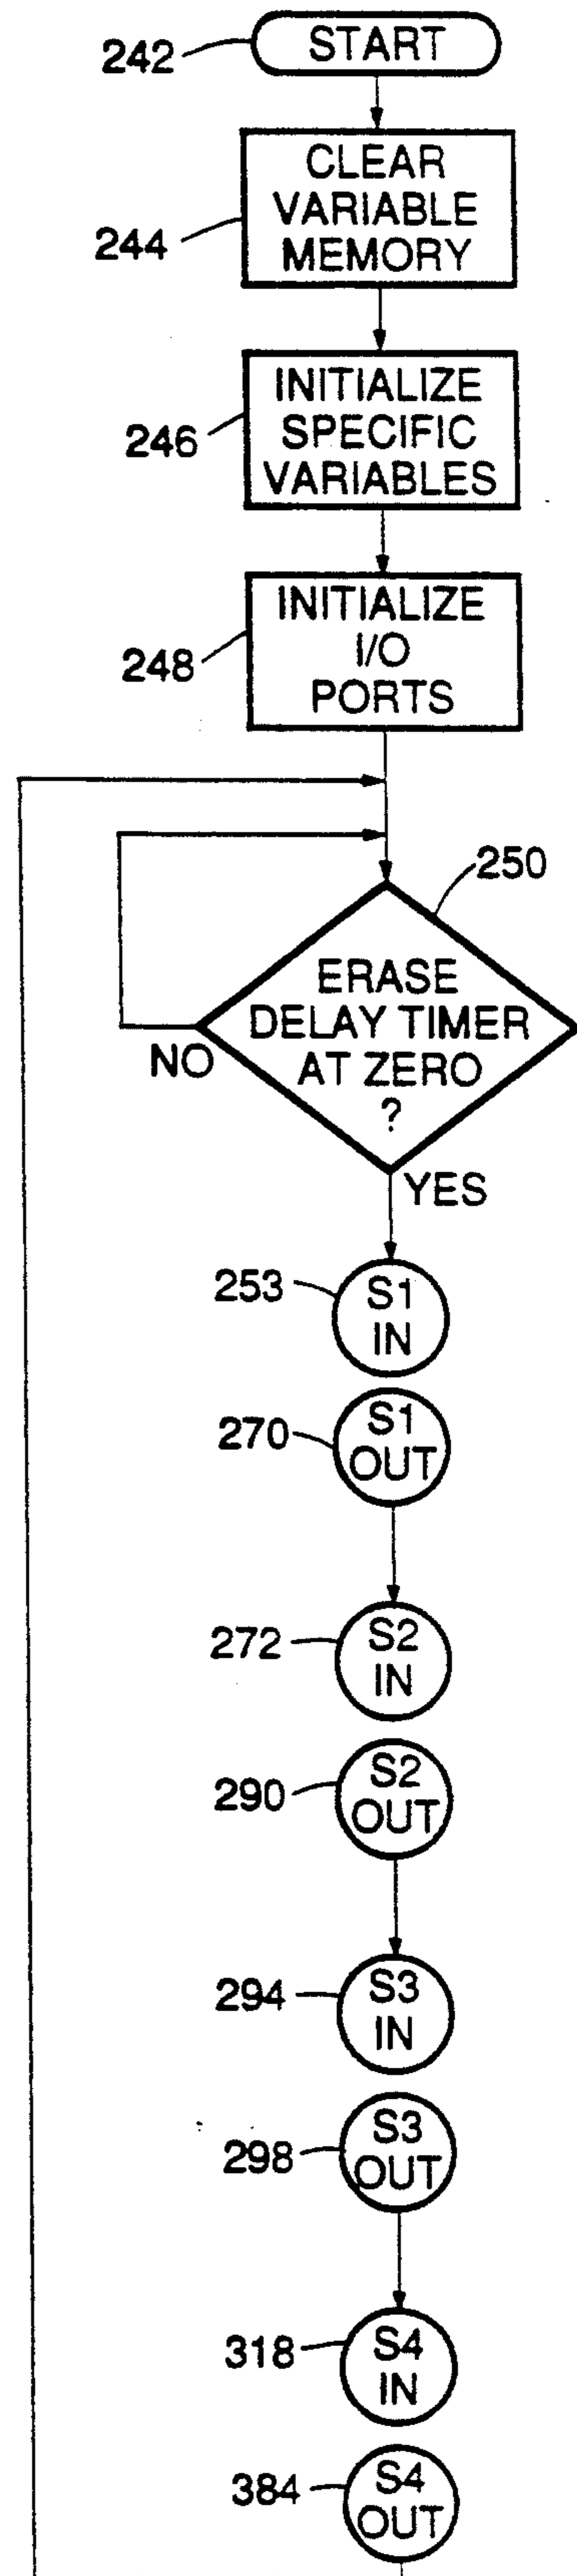 242 START
CLEAR
VARIABLE
MEMORY
244
INITIALIZE
SPECIFIC
VARIABLES
246
INITIALIZE
I/O
PORTS
248
250
ERASE
DELAY TIMER
AT ZERO
?
NO
YES
253 S1
IN
270 S1
OUT
272 S2
IN
290 S2
OUT
294 S3
IN
298 S3
OUT
318 S4
IN
384 S4
OUT